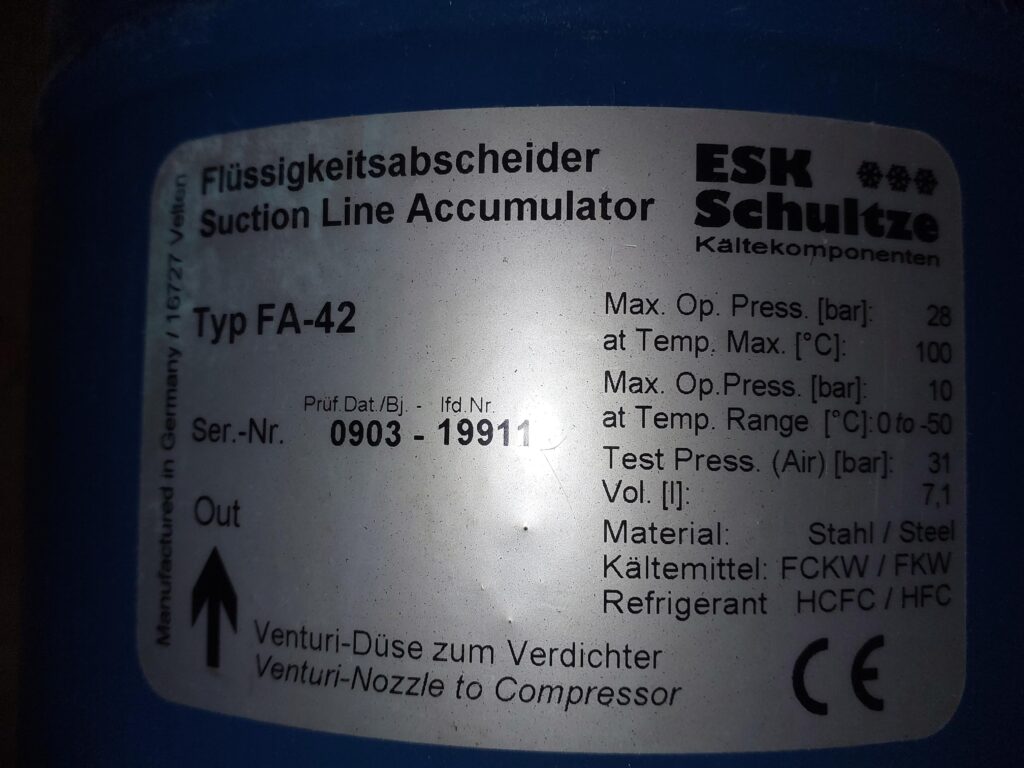 Flüssigkeitsabscheider
Suction Line Accumulator
ESK
Schultze
Kältekomponenten
Manufactured in Germany / 16727 Velten
Typ FA-42
Prüf.Dat./Bj. - lfd.Nr.
Ser.-Nr. 0903 - 19911
Out
Venturi-Düse zum Verdichter
Venturi-Nozzle to Compressor
Max. Op. Press. [bar]: 28
at Temp. Max. [°C]: 100
Max. Op.Press. [bar]: 10
at Temp. Range [°C]: 0 to -50
Test Press. (Air) [bar]: 31
Vol. [l]: 7,1
Material: Stahl / Steel
Kältemittel: FCKW / FKW
Refrigerant HCFC / HFC
CE